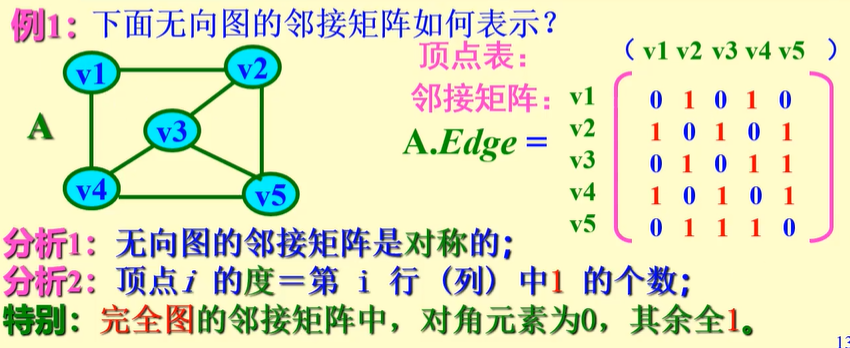 例1：下面无向图的邻接矩阵如何表示？
顶点表：（ v1 v2 v3 v4 v5 ）
邻接矩阵：
A.Edge =
v1 0 1 0 1 0
v2 1 0 1 0 1
v3 0 1 0 1 1
v4 1 0 1 0 1
v5 0 1 1 1 0
A
v1
v2
v3
v4
v5
分析1：无向图的邻接矩阵是对称的；
分析2：顶点i 的度＝第 i 行 (列) 中1 的个数；
特别：完全图的邻接矩阵中，对角元素为0，其余全1。
13